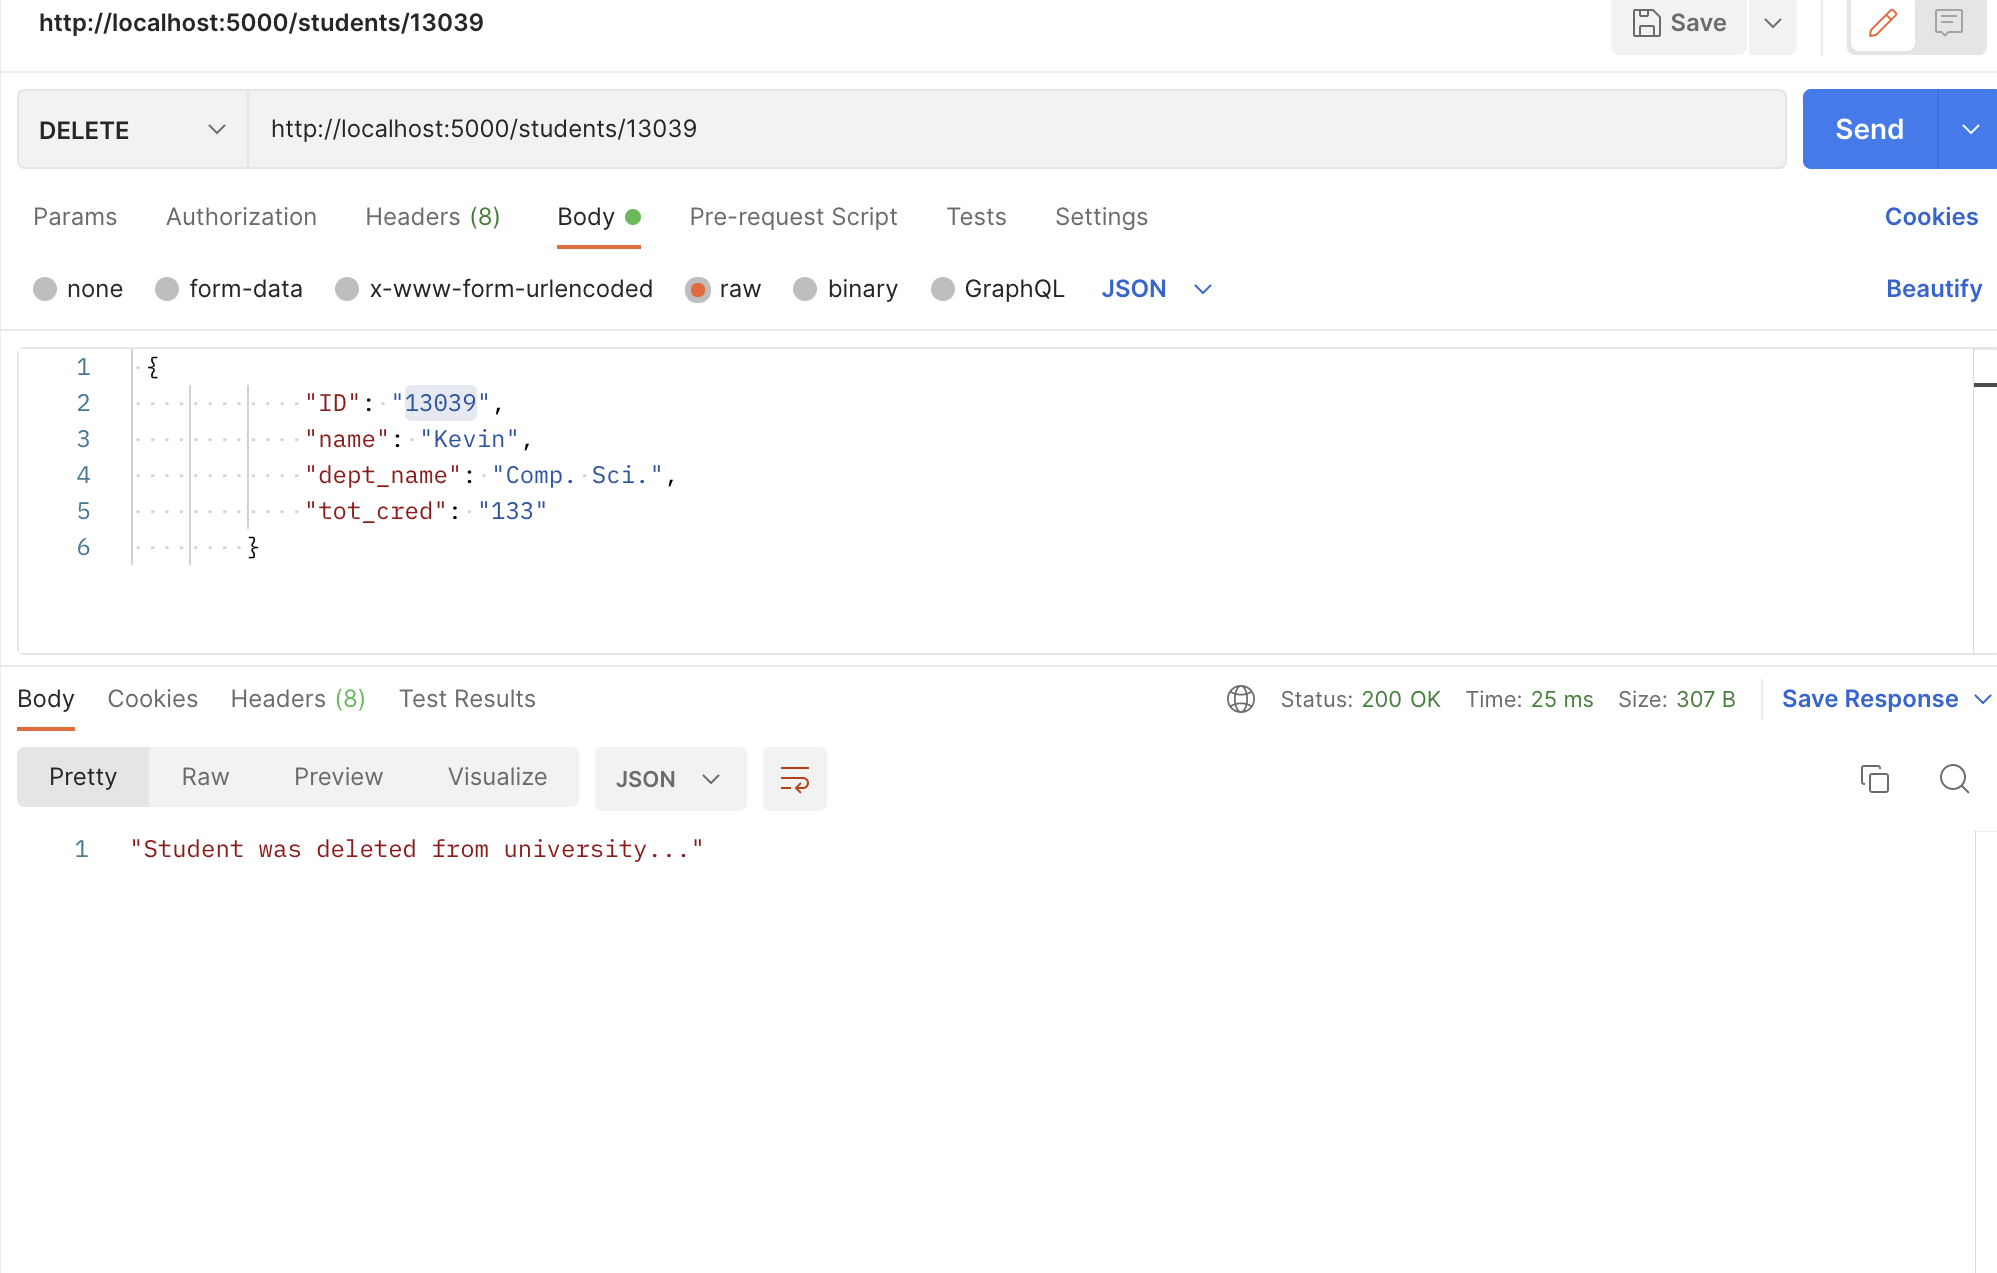 http://localhost:5000/students/13039
Save
DELETE http://localhost:5000/students/13039 Send
Params Authorization Headers (8) Body Pre-request Script Tests Settings Cookies
none form-data x-www-form-urlencoded raw binary GraphQL JSON Beautify
1 {
2 "ID": "13039",
3 "name": "Kevin",
4 "dept_name": "Comp. Sci.",
5 "tot_cred": "133"
6 }
Body Cookies Headers (8) Test Results Status: 200 OK Time: 25 ms Size: 307 B Save Response
Pretty Raw Preview Visualize JSON
1 "Student was deleted from university..."